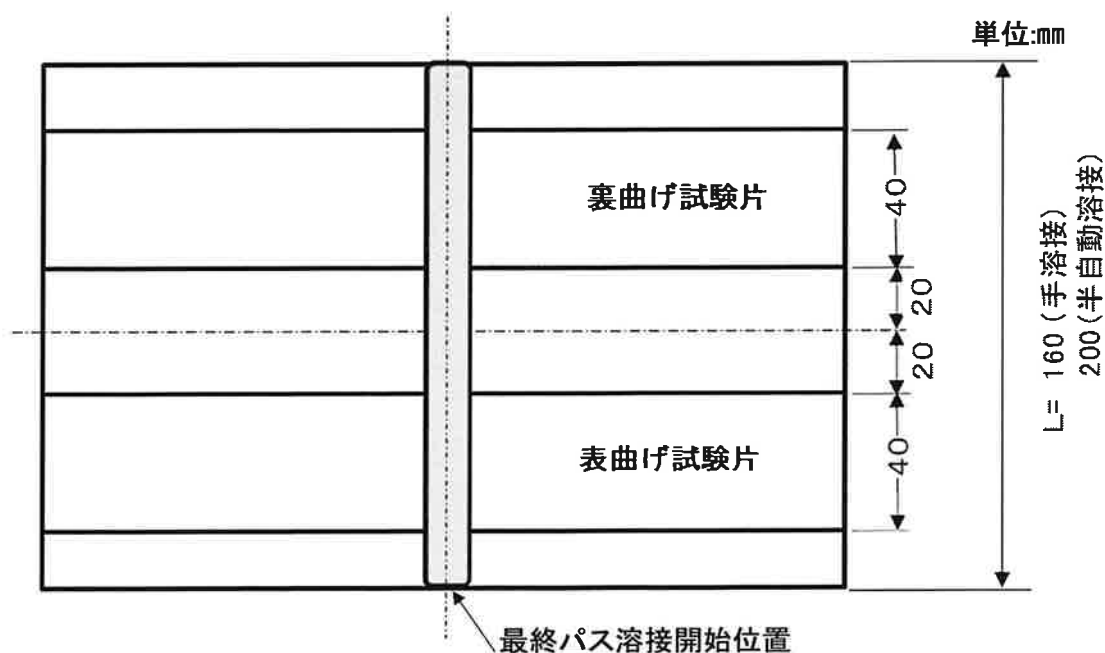 単位:mm
裏曲げ試験片
40
20
20
表曲げ試験片
40
L= 160(手溶接)
200(半自動溶接)
最終パス溶接開始位置